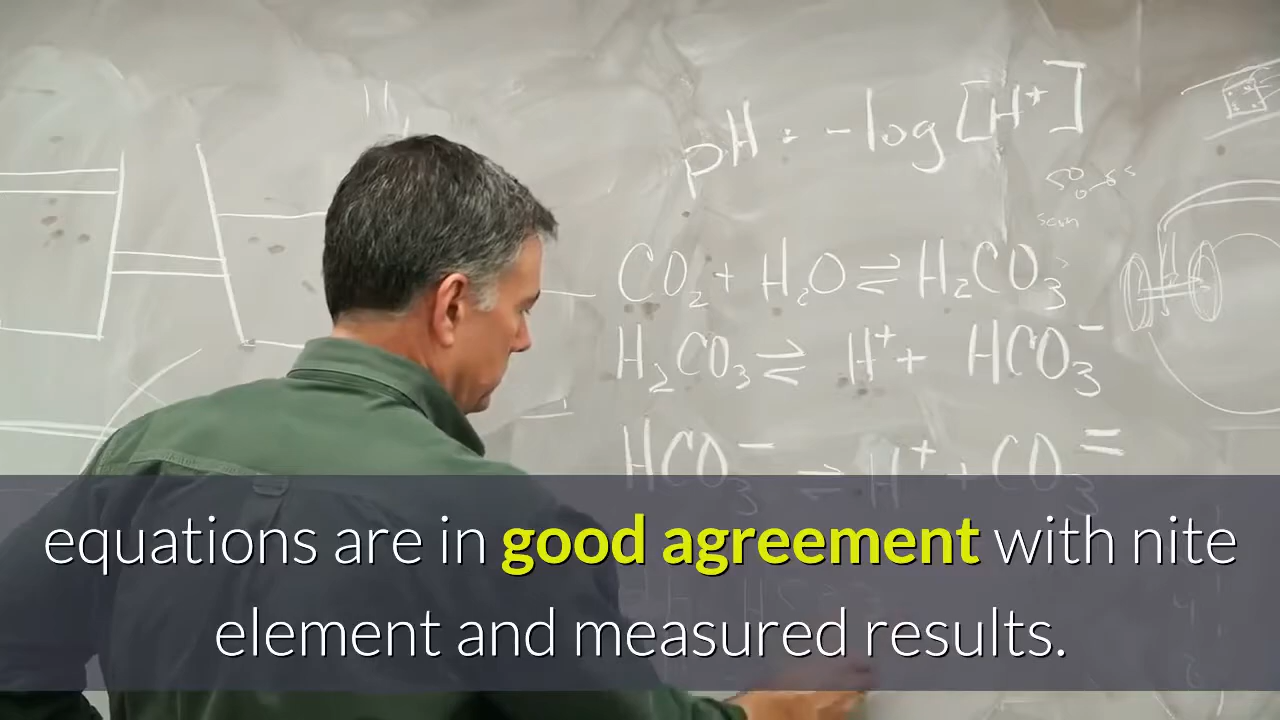 pH = -log [H⁺]
CO₂ + H₂O ⇌ H₂CO₃
H₂CO₃ ⇌ H⁺ + HCO₃⁻
HCO₃⁻ ⇌ H⁺ + CO₃⁼
equations are in good agreement with nite
element and measured results.